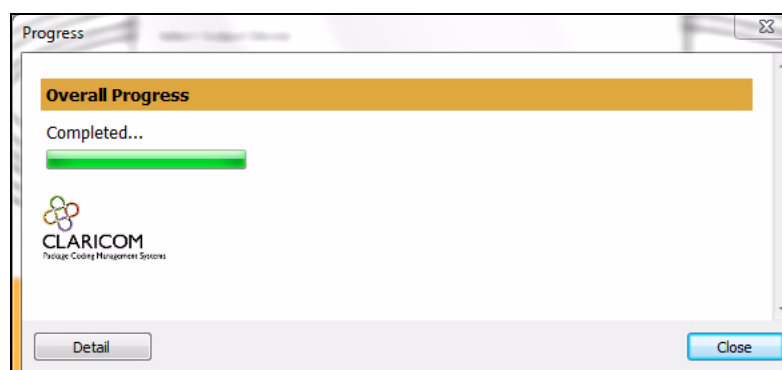 Progress
Overall Progress
Completed...
CLARICOM
Package Coding Management Systems
Detail
Close